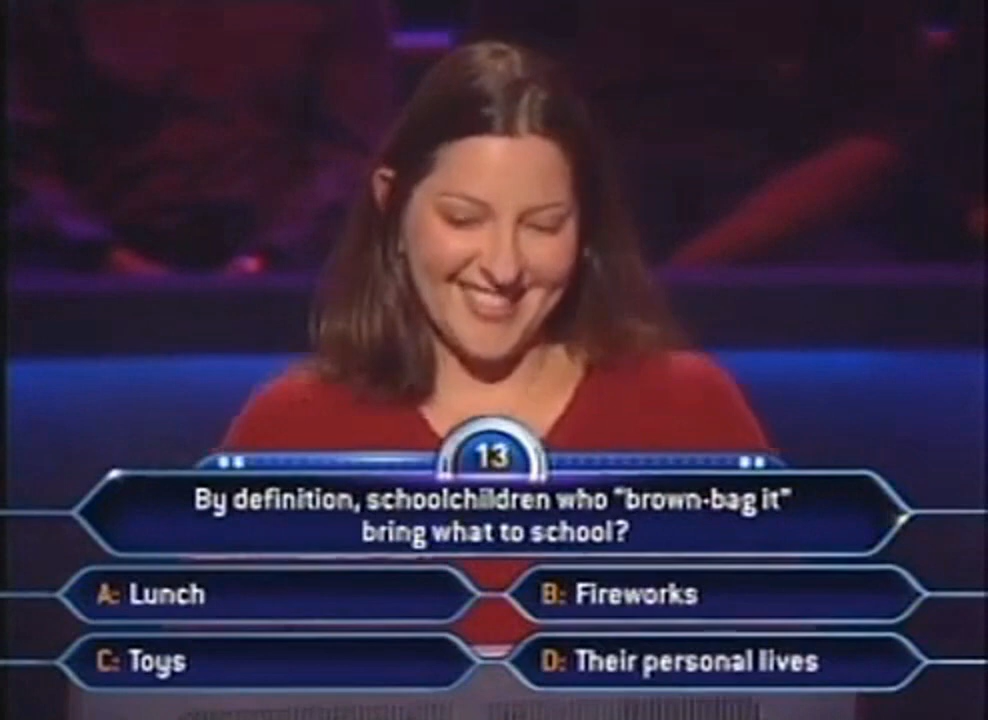 13
By definition, schoolchildren who "brown-bag it"
bring what to school?
A: Lunch
B: Fireworks
C: Toys
D: Their personal lives